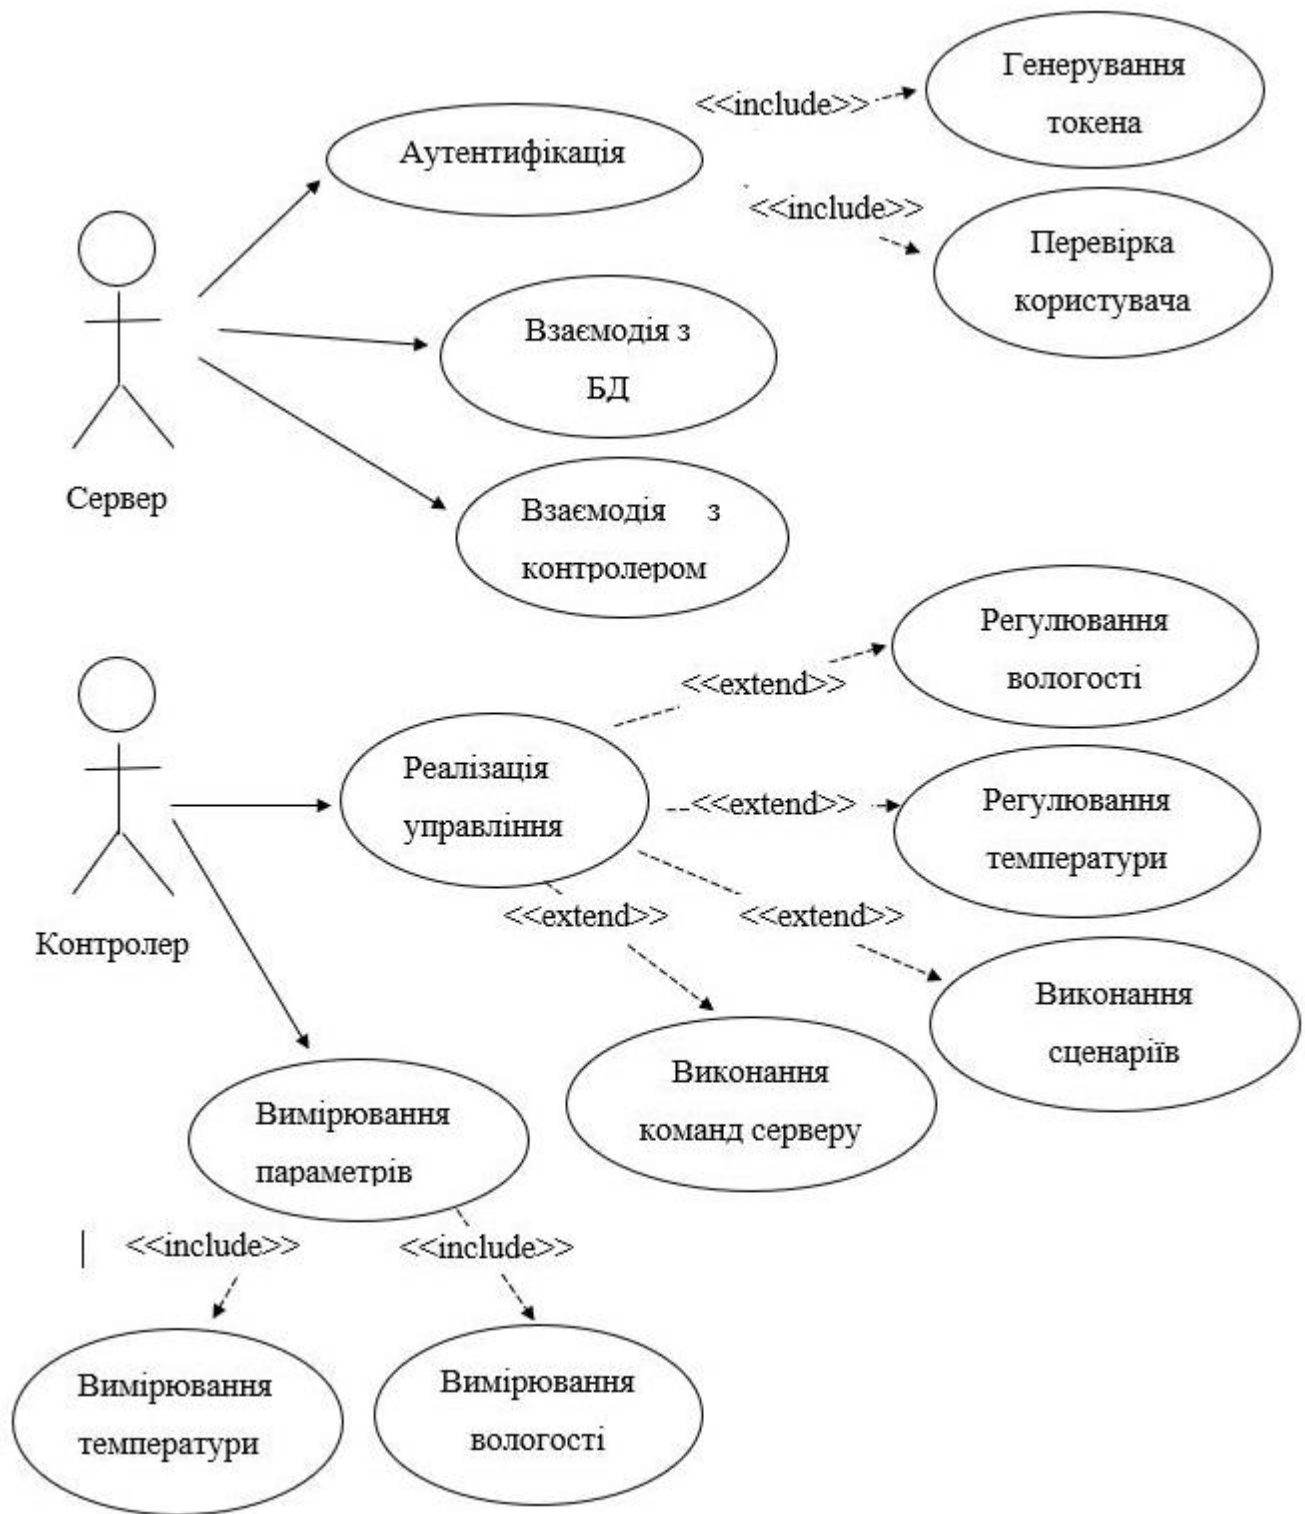 Генерування
токена
<<include>>
Аутентифікація
<<include>>
Перевірка
користувача
Взаємодія з
БД
Сервер
Взаємодія з
контролером
Регулювання
вологості
<<extend>>
Реалізація
управління
<<extend>>
Регулювання
температури
<<extend>>
<<extend>>
Контролер
Виконання
сценаріїв
Виконання
команд серверу
Вимірювання
параметрів
<<include>>
<<include>>
Вимірювання
температури
Вимірювання
вологості